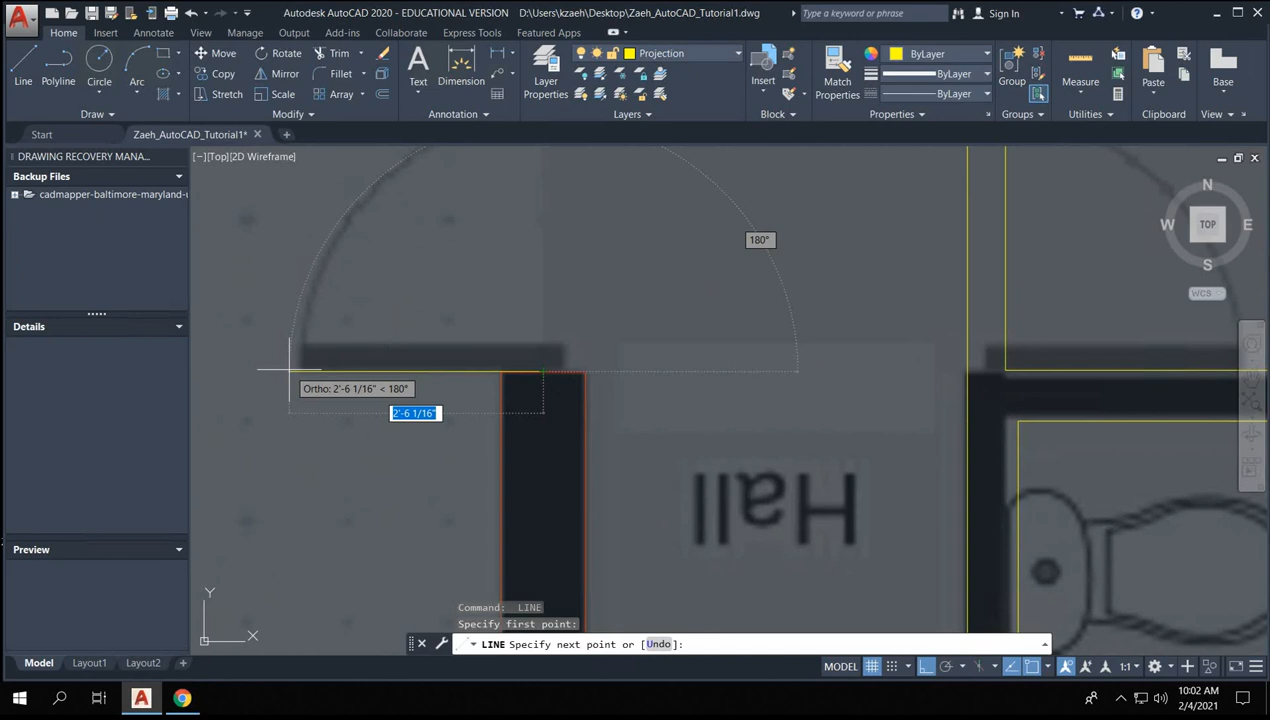 Autodesk AutoCAD 2020 - EDUCATIONAL VERSION D:\Users\kzaeh\Desktop\Zaeh_AutoCAD_Tutorial1.dwg
Type a keyword or phrase
Sign In
Home Insert Annotate View Manage Output Add-ins Collaborate Express Tools Featured Apps
Line Polyline Circle Arc
Move Rotate Trim
Copy Mirror Fillet
Stretch Scale Array
Text Dimension
Layer Properties
Projection
Insert
Match Properties
ByLayer
ByLayer
ByLayer
Group
Measure
Paste
Base
Draw Modify Annotation Layers Block Properties Groups Utilities Clipboard View
Start Zaeh_AutoCAD_Tutorial1*
DRAWING RECOVERY MANA...
[−][Top][2D Wireframe]
Backup Files
cadmapper-baltimore-maryland-u
Details
Preview
N
W TOP E
S
WCS
180°
Ortho: 2'-6 1/16" < 180°
2'-6 1/16"
Hall
Y
X
Command: LINE
Specify first point:
LINE Specify next point or [Undo]:
Model Layout1 Layout2
MODEL
1:1
10:02 AM
2/4/2021